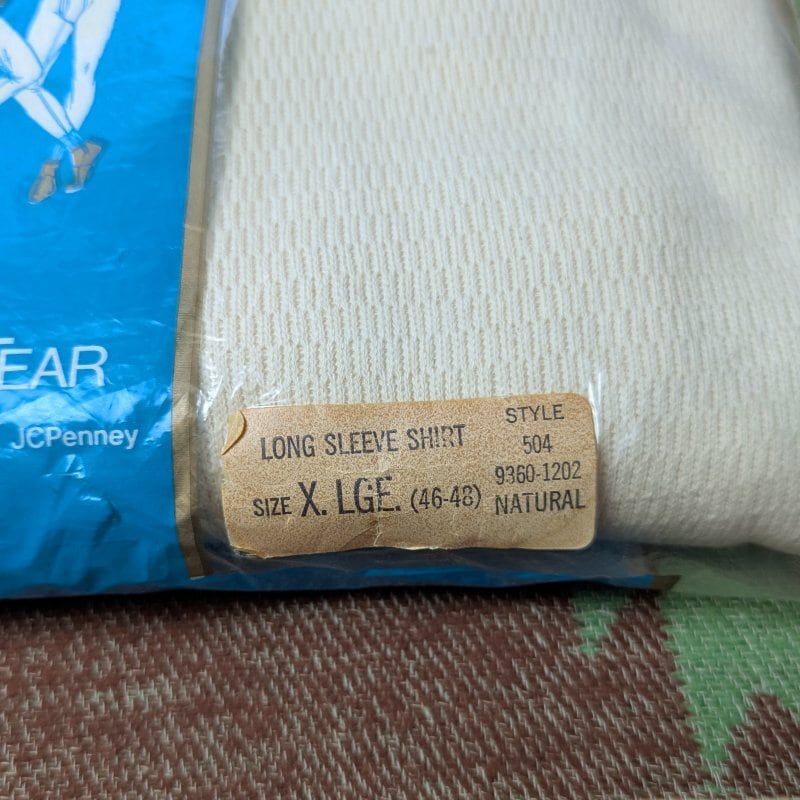 EAR
JCPenney
LONG SLEEVE SHIRT
SIZE X. LGE. (46-48)
STYLE
504
9360-1202
NATURAL